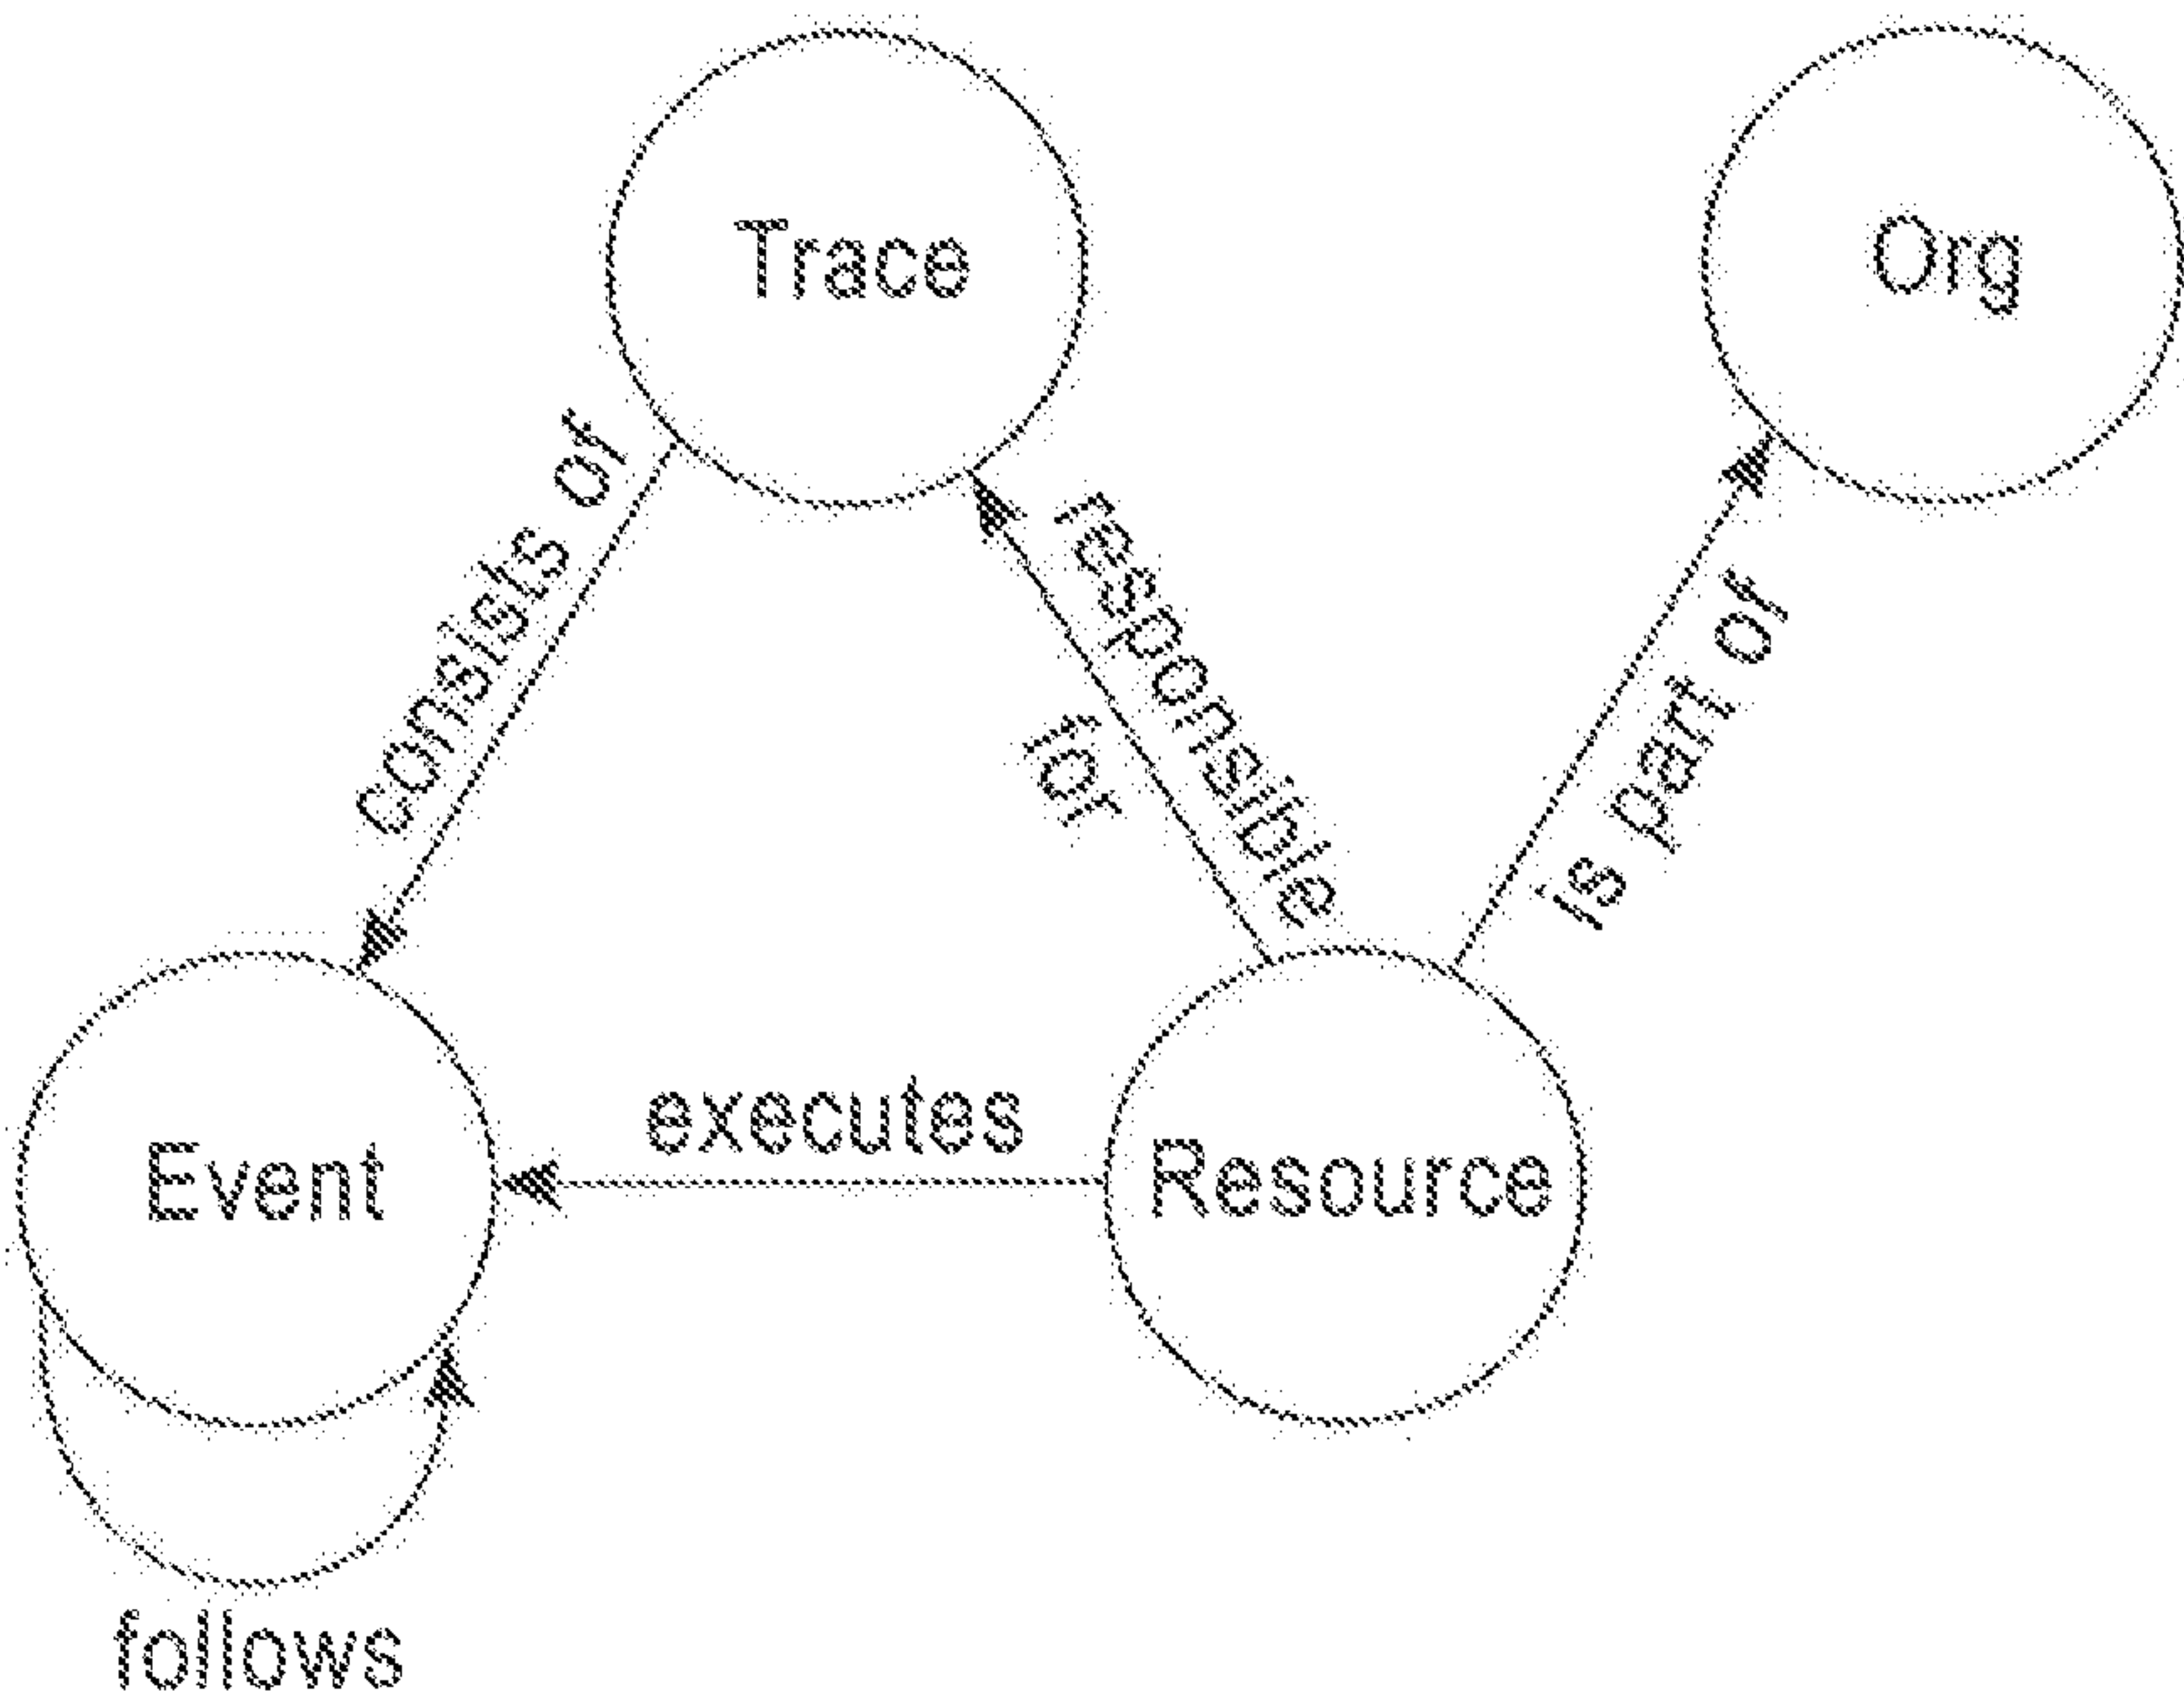 Trace
Org
consists of
responsible
for
is part of
executes
Event
Resource
follows